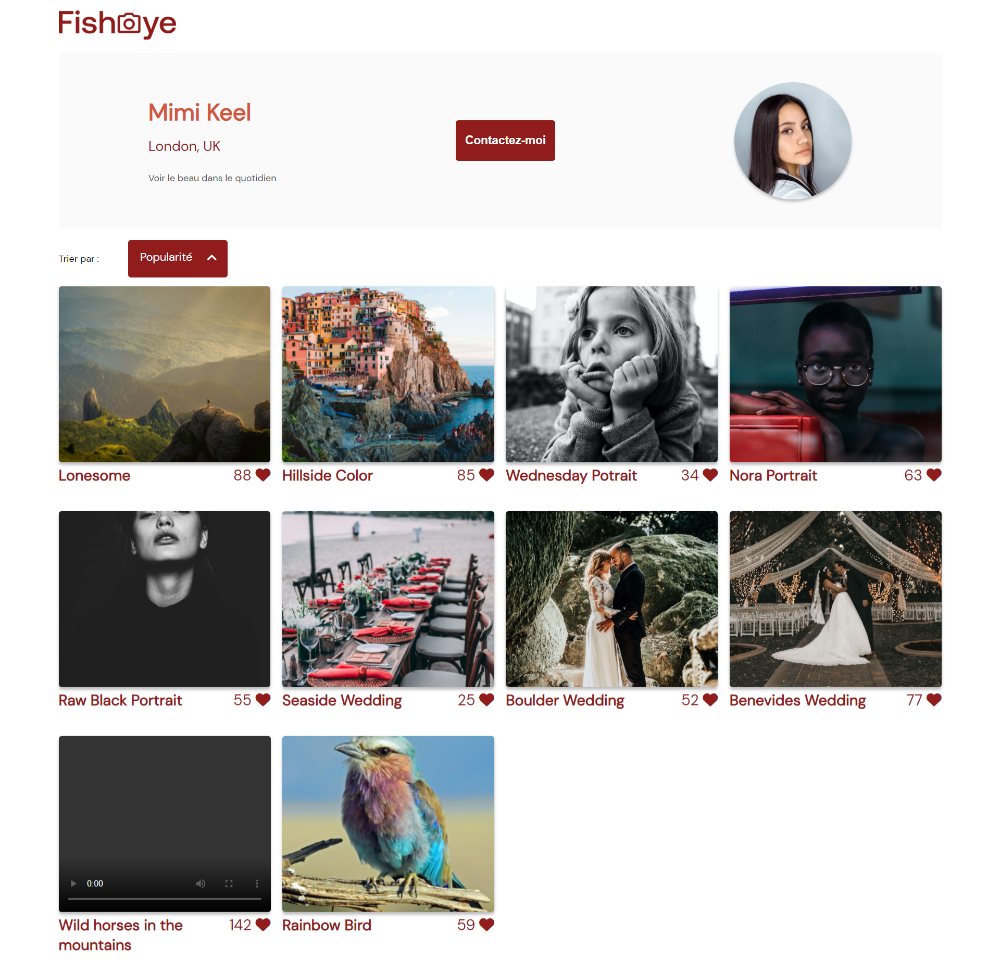 Fisheye
Mimi Keel
London, UK
Voir le beau dans le quotidien
Contactez-moi
Trier par :
Popularité
Lonesome 88
Hillside Color 85
Wednesday Potrait 34
Nora Portrait 63
Raw Black Portrait 55
Seaside Wedding 25
Boulder Wedding 52
Benevides Wedding 77
0:00
Wild horses in the 142
mountains
Rainbow Bird 59